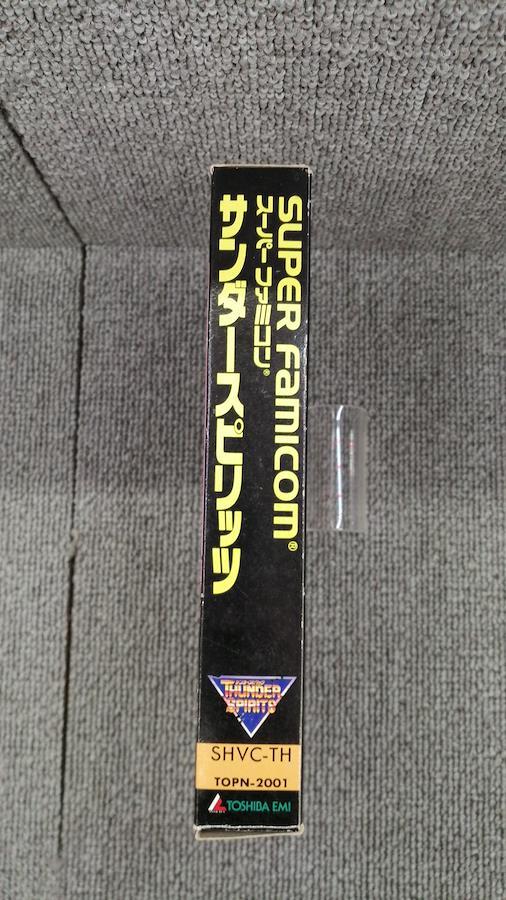 SUPER FAMICOM®
スーパーファミコン®
サンダースピリッツ
THUNDER
SPIRITS
SHVC-TH
TOPN-2001
TOSHIBA EMI